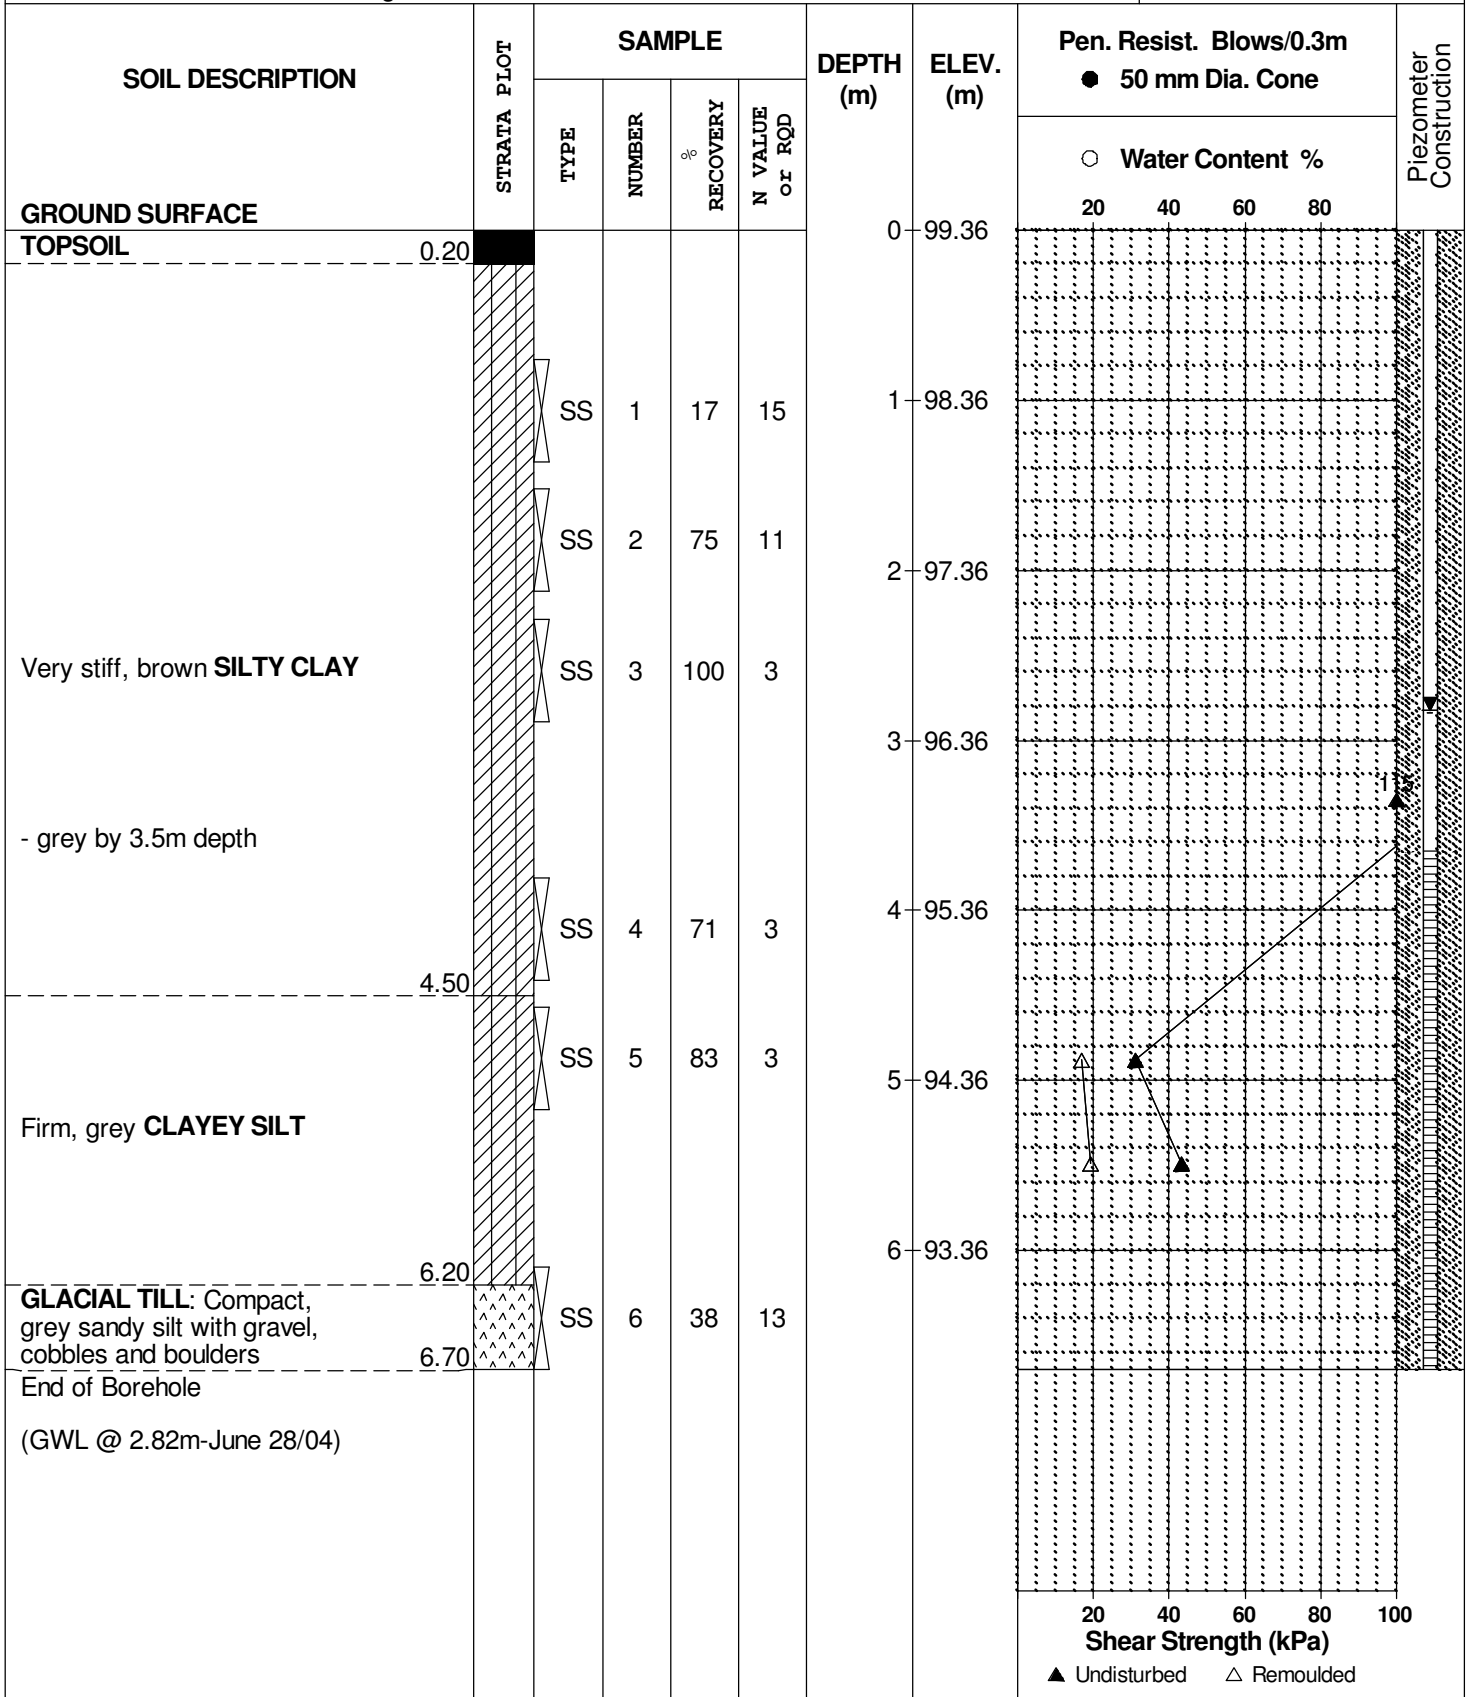 SOIL DESCRIPTION
STRATA PLOT
SAMPLE
TYPE
NUMBER
% RECOVERY
N VALUE or RQD
DEPTH (m)
ELEV. (m)
Pen. Resist. Blows/0.3m
● 50 mm Dia. Cone
○ Water Content %
Piezometer Construction
20 40 60 80
GROUND SURFACE
0 99.36
TOPSOIL 0.20
SS 1 17 15
1 98.36
SS 2 75 11
2 97.36
Very stiff, brown SILTY CLAY
SS 3 100 3
3 96.36
115
- grey by 3.5m depth
4 95.36
SS 4 71 3
4.50
SS 5 83 3
5 94.36
Firm, grey CLAYEY SILT
6 93.36
6.20
GLACIAL TILL: Compact,
grey sandy silt with gravel,
cobbles and boulders 6.70
SS 6 38 13
End of Borehole
(GWL @ 2.82m-June 28/04)
20 40 60 80 100
Shear Strength (kPa)
▲ Undisturbed △ Remoulded